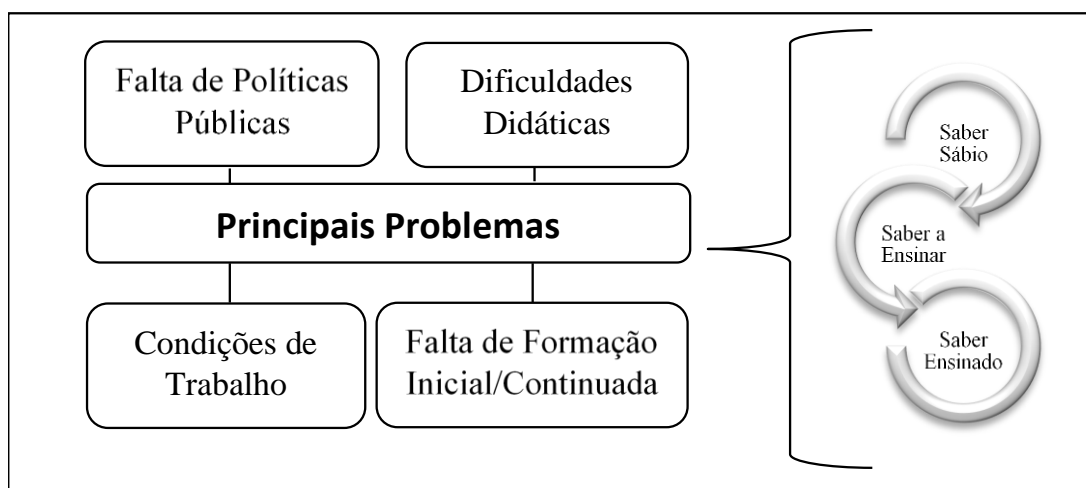 Falta de Políticas
Públicas
Dificuldades
Didáticas
Principais Problemas
Condições de
Trabalho
Falta de Formação
Inicial/Continuada
Saber
Sábio
Saber a
Ensinar
Saber
Ensinado